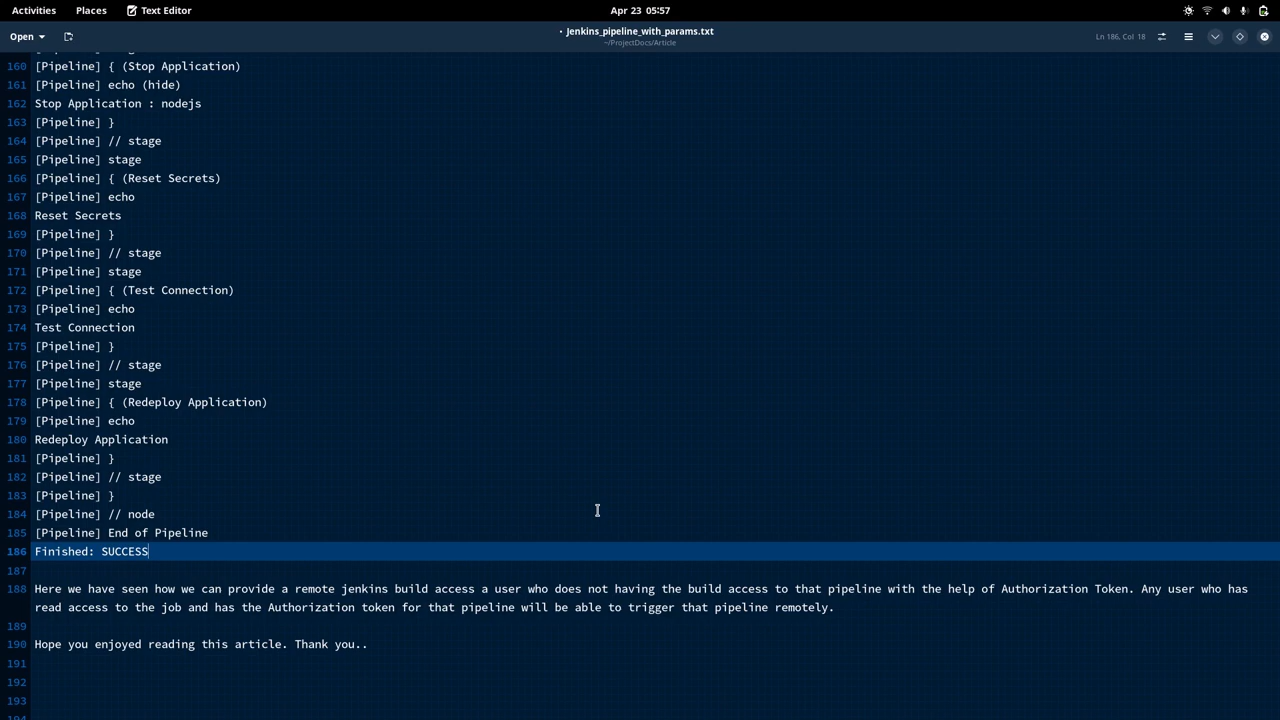 Activities Places Text Editor Apr 23 05:57
Open • Jenkins_pipeline_with_params.txt Ln 186, Col 18
~/ProjectDocs/Article
160 [Pipeline] { (Stop Application)
161 [Pipeline] echo (hide)
162 Stop Application : nodejs
163 [Pipeline] }
164 [Pipeline] // stage
165 [Pipeline] stage
166 [Pipeline] { (Reset Secrets)
167 [Pipeline] echo
168 Reset Secrets
169 [Pipeline] }
170 [Pipeline] // stage
171 [Pipeline] stage
172 [Pipeline] { (Test Connection)
173 [Pipeline] echo
174 Test Connection
175 [Pipeline] }
176 [Pipeline] // stage
177 [Pipeline] stage
178 [Pipeline] { (Redeploy Application)
179 [Pipeline] echo
180 Redeploy Application
181 [Pipeline] }
182 [Pipeline] // stage
183 [Pipeline] }
184 [Pipeline] // node
185 [Pipeline] End of Pipeline
186 Finished: SUCCESS
187
188 Here we have seen how we can provide a remote jenkins build access a user who does not having the build access to that pipeline with the help of Authorization Token. Any user who has
read access to the job and has the Authorization token for that pipeline will be able to trigger that pipeline remotely.
189
190 Hope you enjoyed reading this article. Thank you..
191
192
193